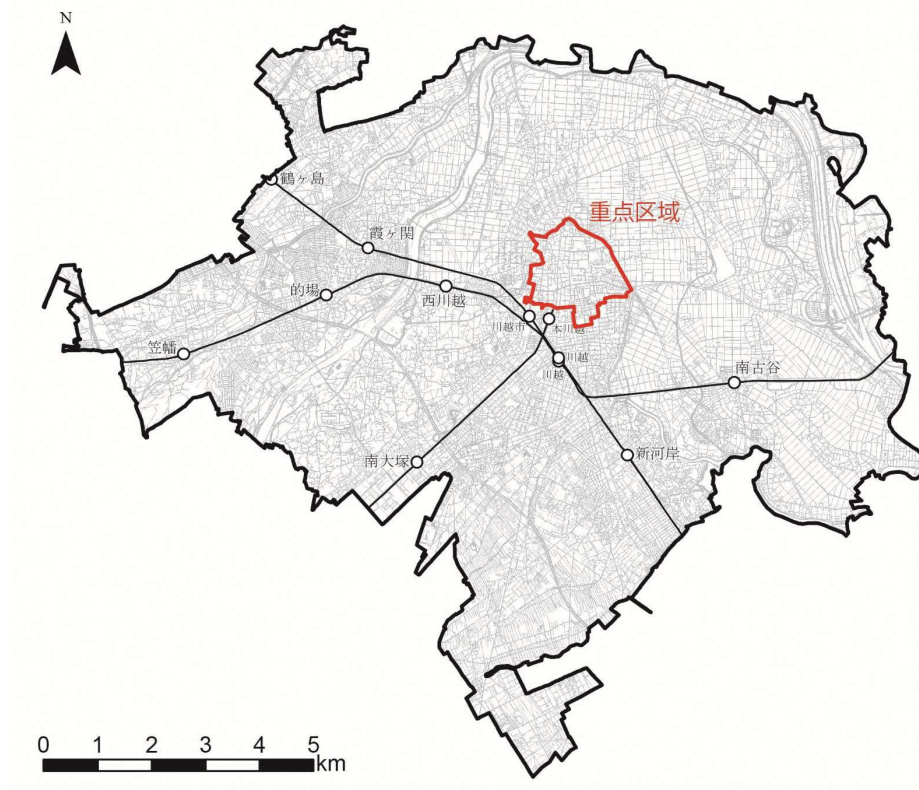 N
鶴ヶ島
重点区域
霞ヶ関
的場
西川越
川越市
本川越
笠幡
川越
川越
南古谷
南大塚
新河岸
0 1 2 3 4 5
km